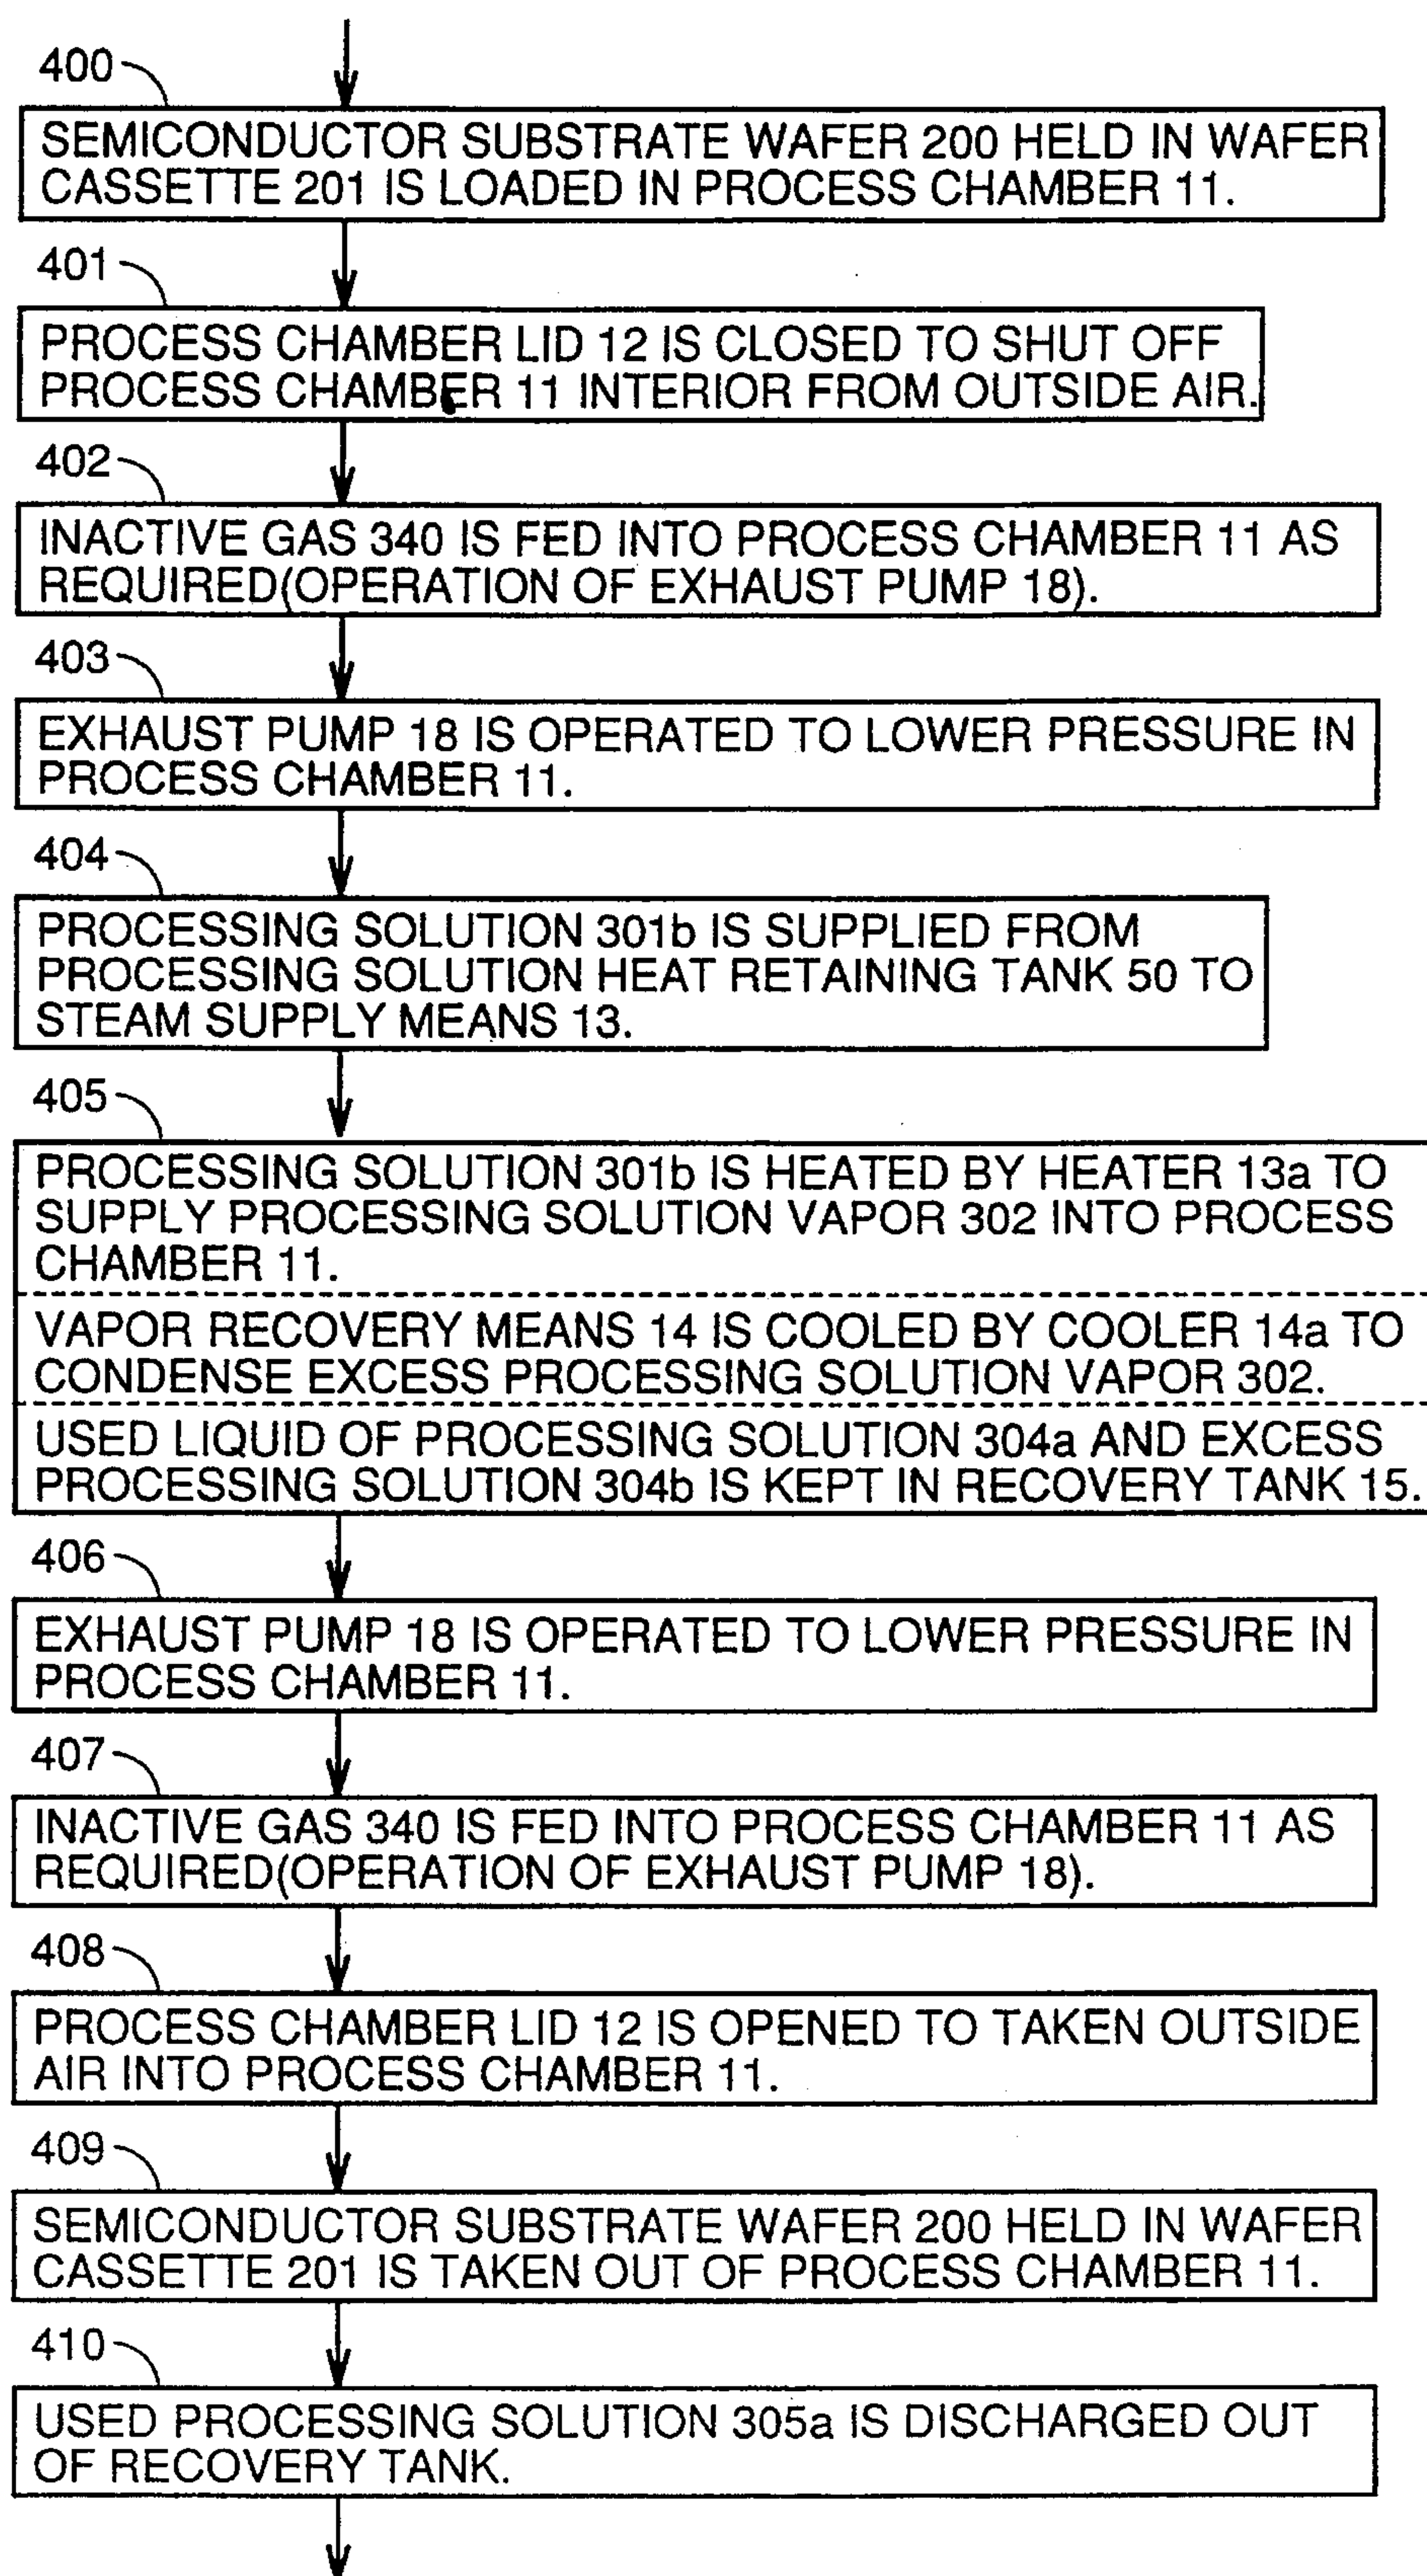 400
SEMICONDUCTOR SUBSTRATE WAFER 200 HELD IN WAFER
CASSETTE 201 IS LOADED IN PROCESS CHAMBER 11.
401
PROCESS CHAMBER LID 12 IS CLOSED TO SHUT OFF
PROCESS CHAMBER 11 INTERIOR FROM OUTSIDE AIR.
402
INACTIVE GAS 340 IS FED INTO PROCESS CHAMBER 11 AS
REQUIRED(OPERATION OF EXHAUST PUMP 18).
403
EXHAUST PUMP 18 IS OPERATED TO LOWER PRESSURE IN
PROCESS CHAMBER 11.
404
PROCESSING SOLUTION 301b IS SUPPLIED FROM
PROCESSING SOLUTION HEAT RETAINING TANK 50 TO
STEAM SUPPLY MEANS 13.
405
PROCESSING SOLUTION 301b IS HEATED BY HEATER 13a TO
SUPPLY PROCESSING SOLUTION VAPOR 302 INTO PROCESS
CHAMBER 11.
VAPOR RECOVERY MEANS 14 IS COOLED BY COOLER 14a TO
CONDENSE EXCESS PROCESSING SOLUTION VAPOR 302.
USED LIQUID OF PROCESSING SOLUTION 304a AND EXCESS
PROCESSING SOLUTION 304b IS KEPT IN RECOVERY TANK 15.
406
EXHAUST PUMP 18 IS OPERATED TO LOWER PRESSURE IN
PROCESS CHAMBER 11.
407
INACTIVE GAS 340 IS FED INTO PROCESS CHAMBER 11 AS
REQUIRED(OPERATION OF EXHAUST PUMP 18).
408
PROCESS CHAMBER LID 12 IS OPENED TO TAKEN OUTSIDE
AIR INTO PROCESS CHAMBER 11.
409
SEMICONDUCTOR SUBSTRATE WAFER 200 HELD IN WAFER
CASSETTE 201 IS TAKEN OUT OF PROCESS CHAMBER 11.
410
USED PROCESSING SOLUTION 305a IS DISCHARGED OUT
OF RECOVERY TANK.